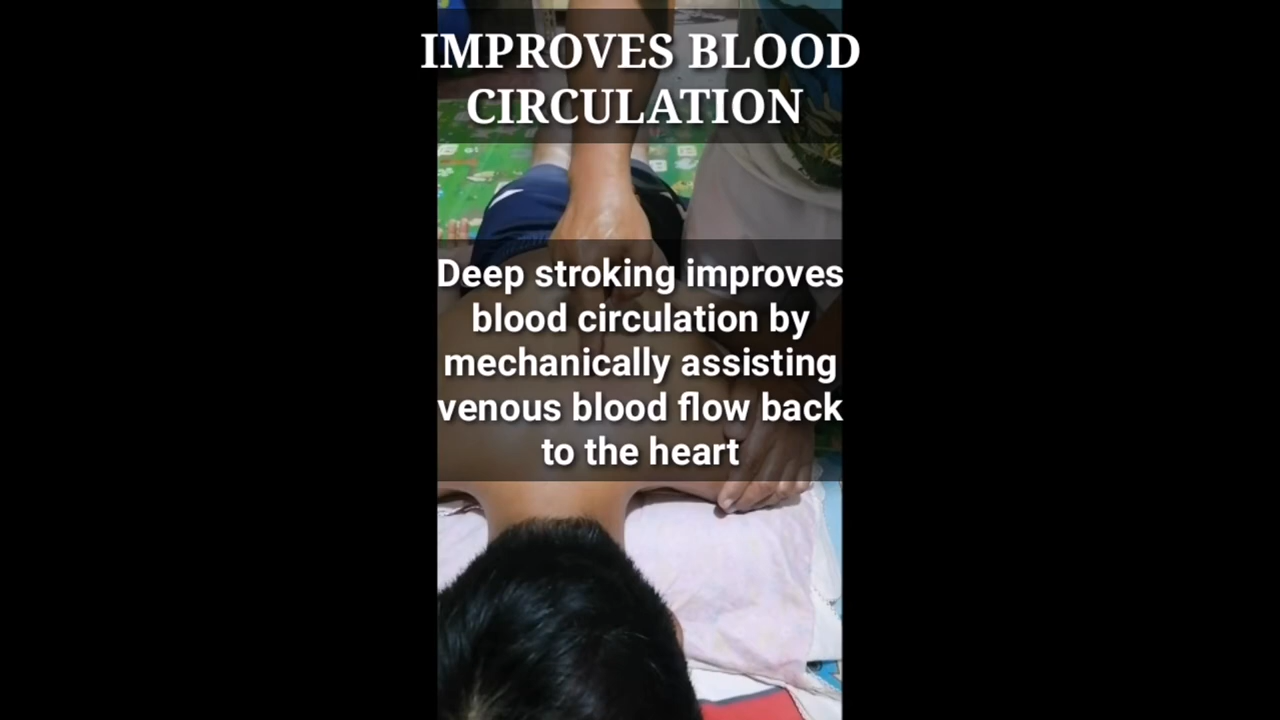 IMPROVES BLOOD
CIRCULATION
Deep stroking improves
blood circulation by
mechanically assisting
venous blood flow back
to the heart